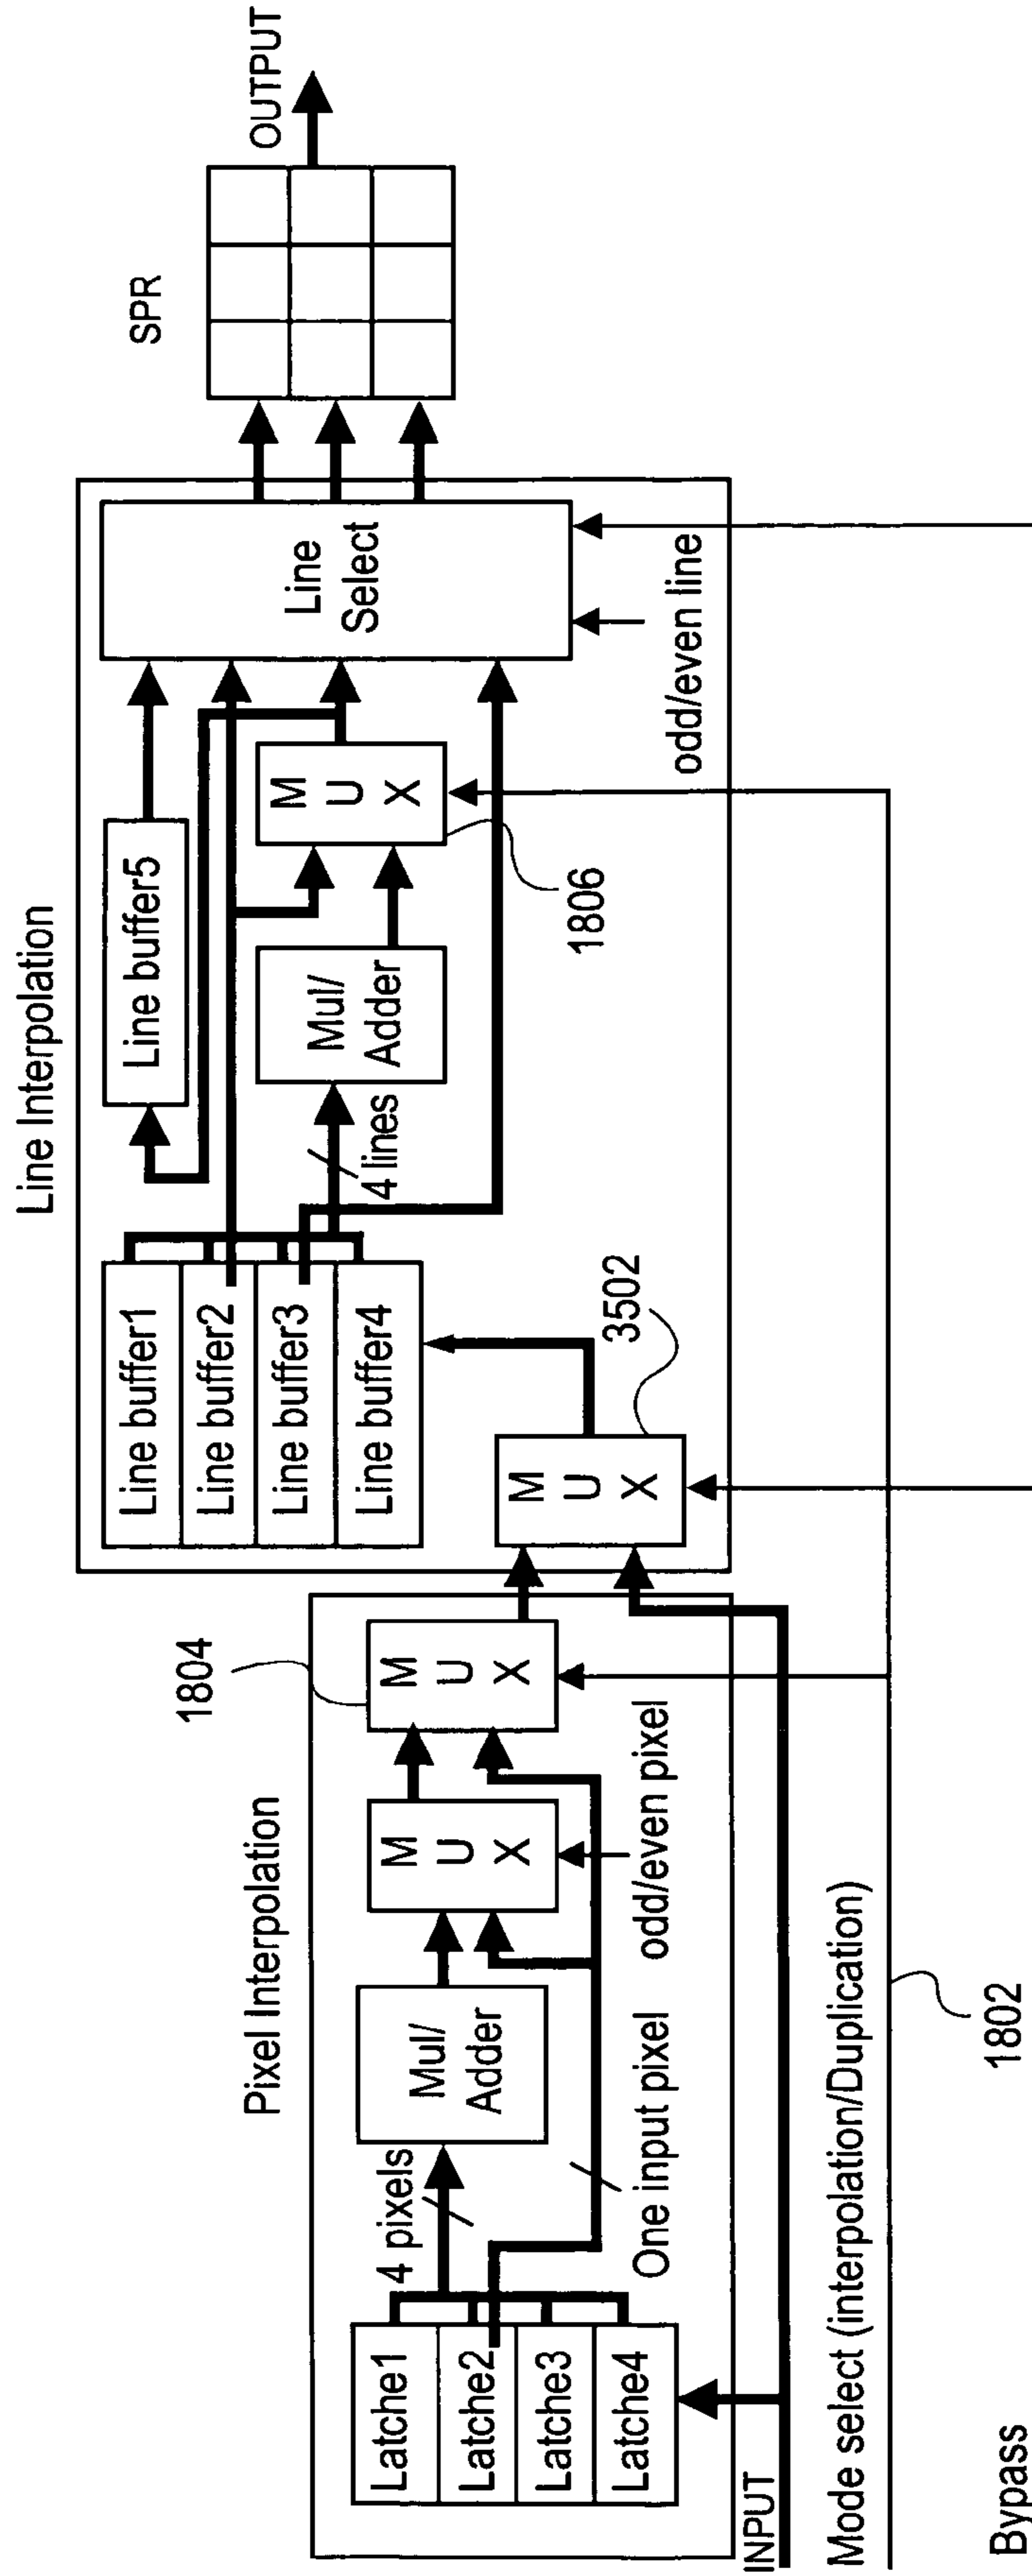 Line Interpolation
Pixel Interpolation
SPR
OUTPUT
Latche1
Latche2
Latche3
Latche4
4 pixels
Mul/
Adder
M
U
X
M
U
X
1804
One input pixel
odd/even pixel
Line buffer1
Line buffer2
Line buffer3
Line buffer4
M
U
X
3502
4 lines
Line buffer5
Mul/
Adder
M
U
X
1806
Line
Select
odd/even line
INPUT
Mode select (interpolation/Duplication)
1802
Bypass